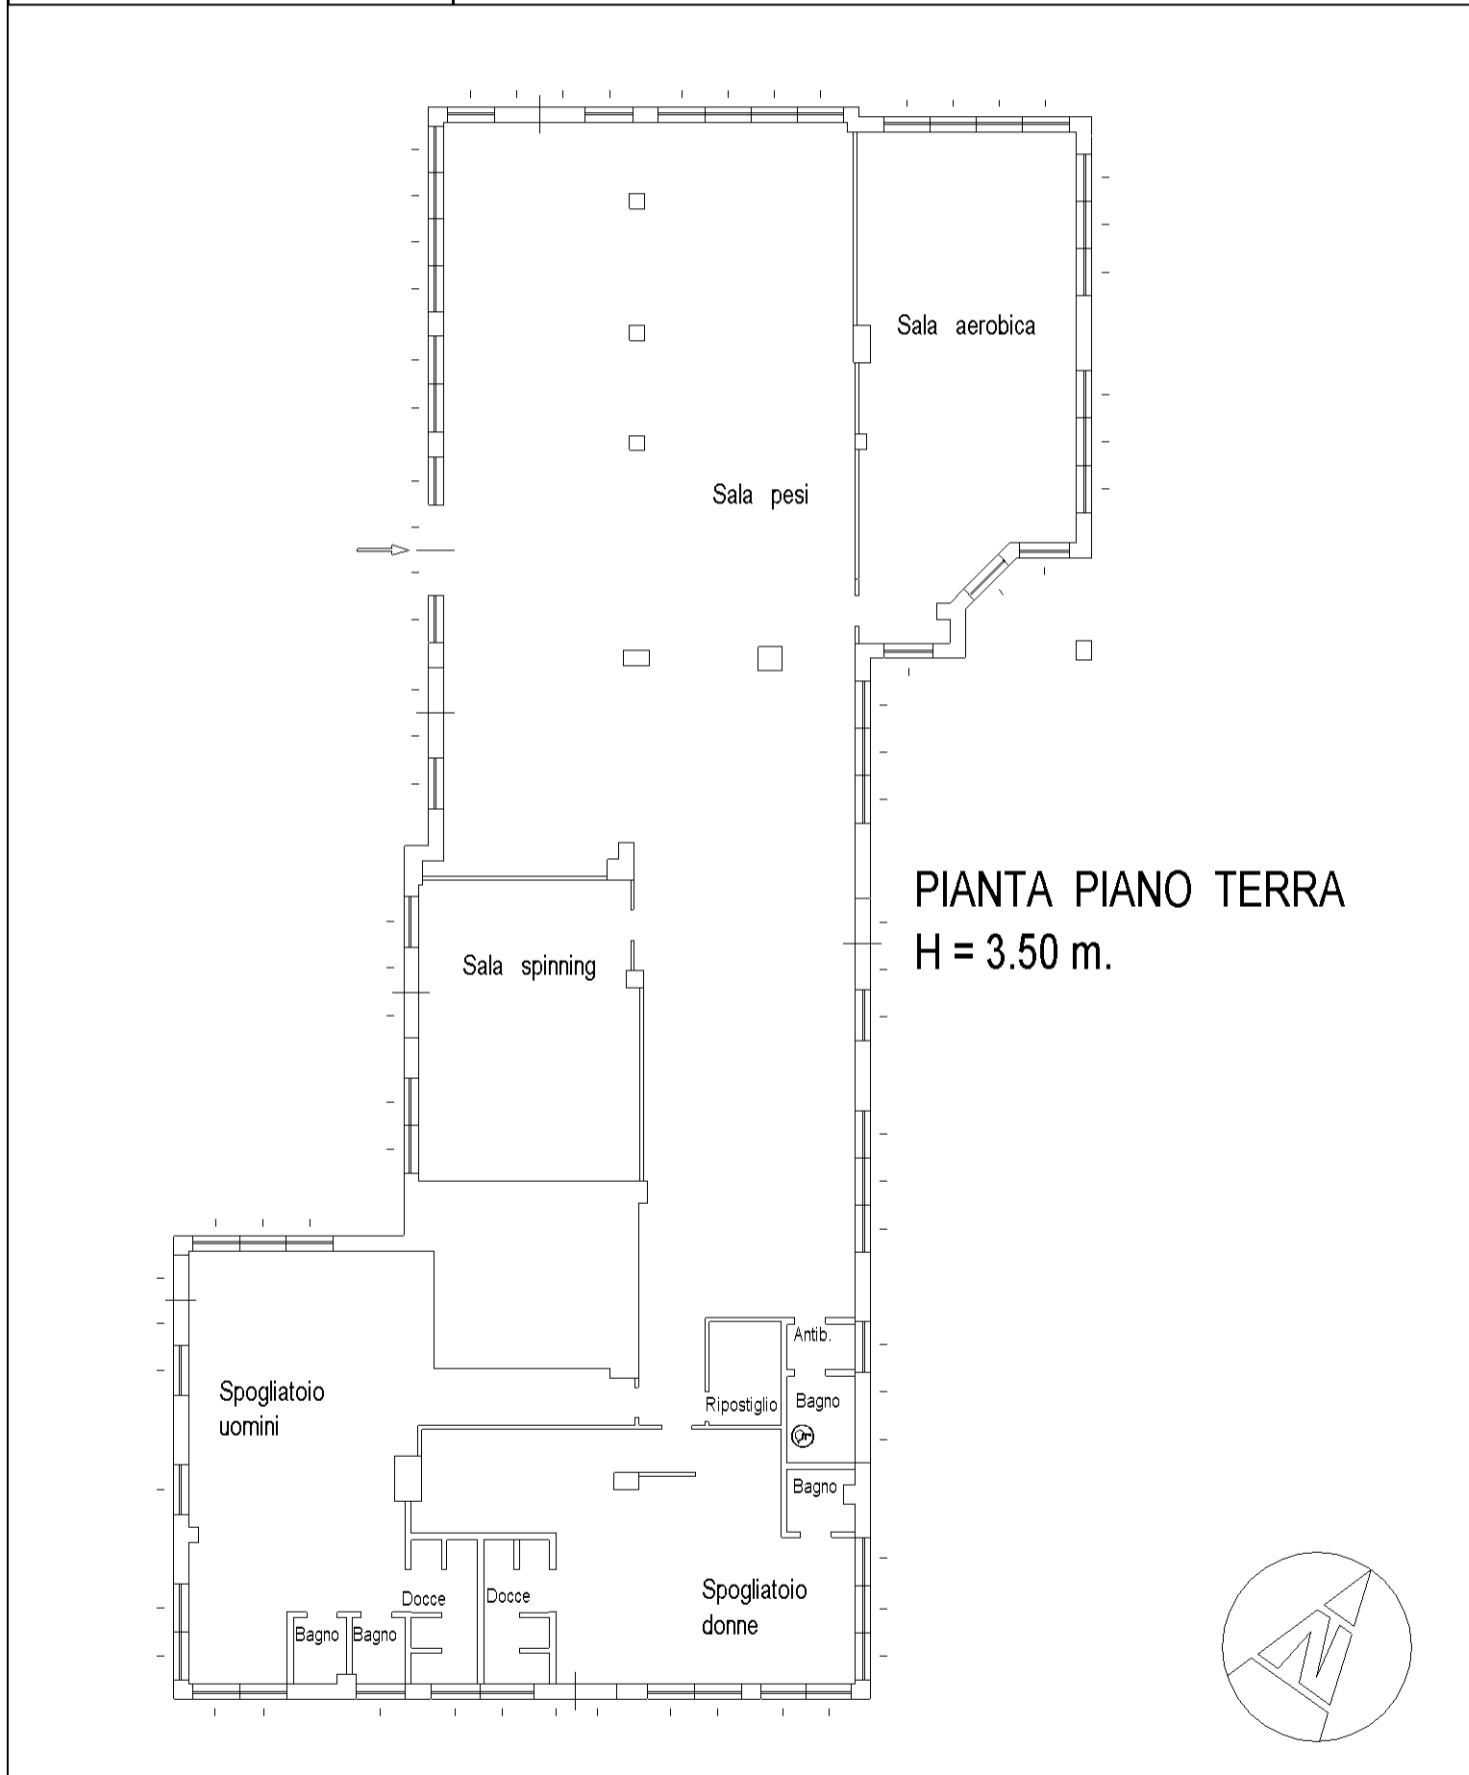 Sala aerobica
Sala pesi
PIANTA PIANO TERRA
H = 3.50 m.
Sala spinning
Antib.
Spogliatoio
uomini
Ripostiglio
Bagno
Bagno
Docce
Docce
Spogliatoio
donne
Bagno
Bagno
N